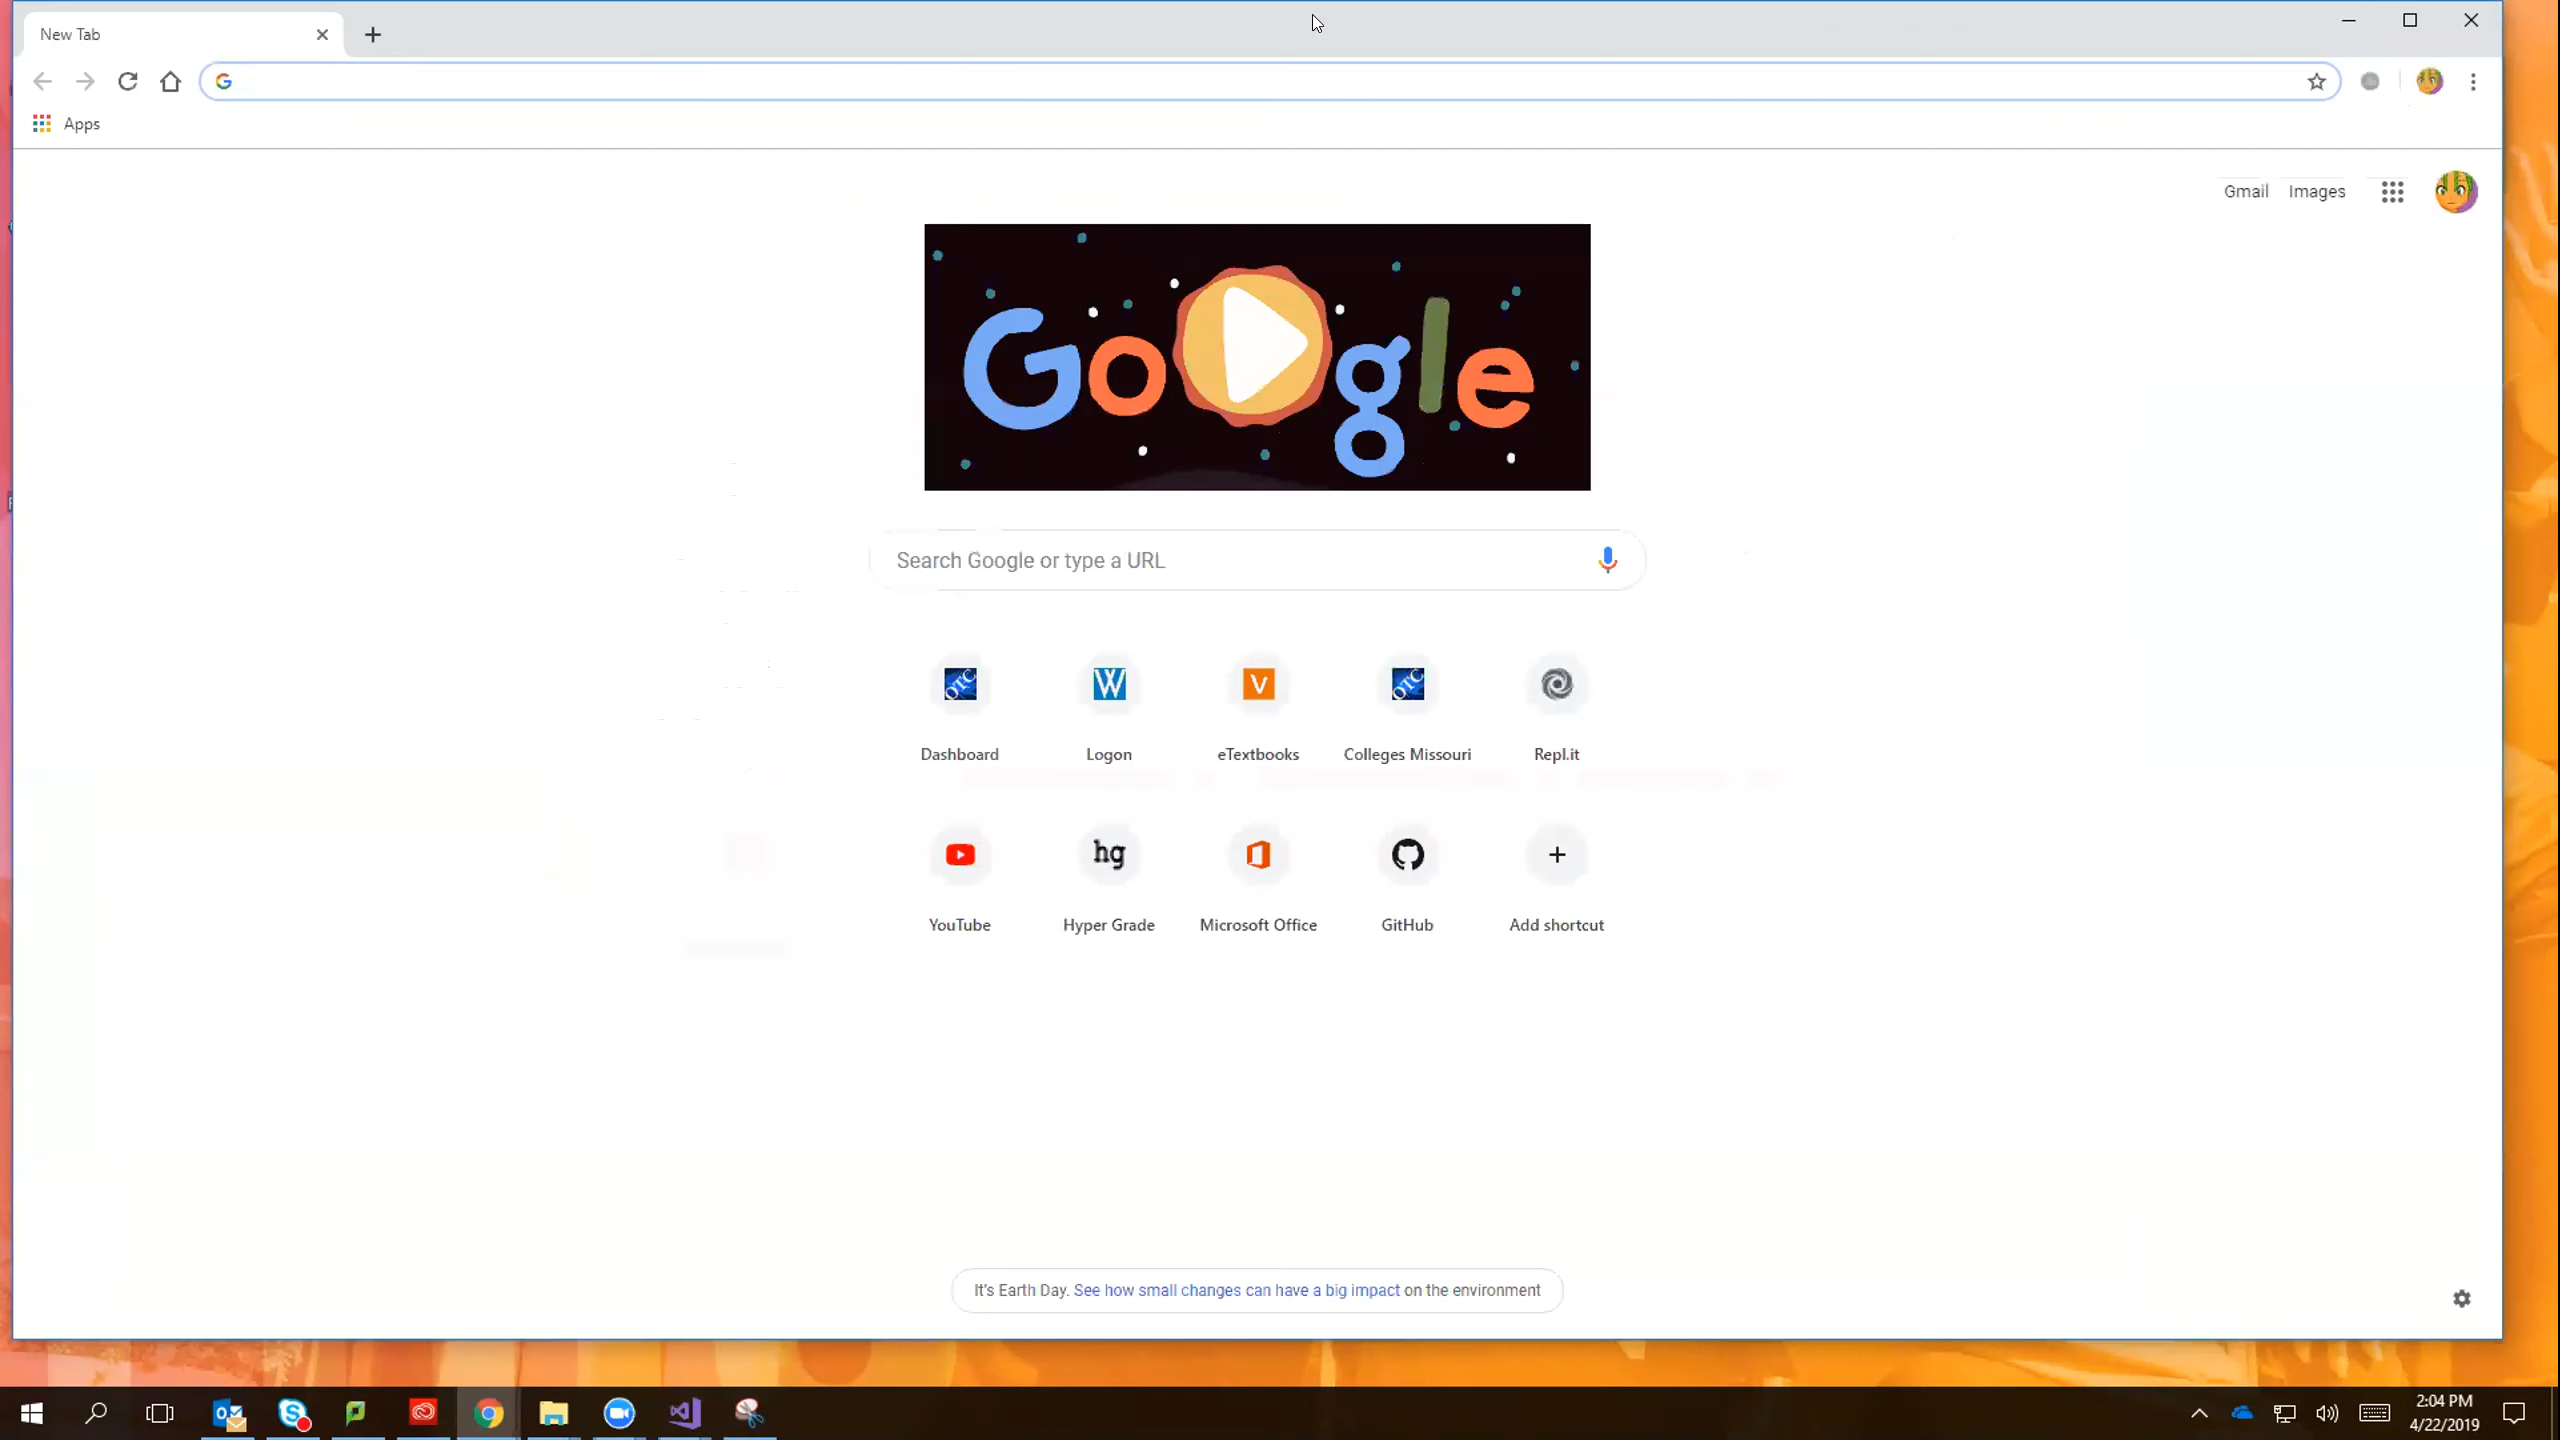 New Tab
Apps
Gmail Images
Google
Search Google or type a URL
OTC W V OTC
Dashboard Logon eTextbooks Colleges Missouri Repl.it
hg
YouTube Hyper Grade Microsoft Office GitHub Add shortcut
It's Earth Day. See how small changes can have a big impact on the environment
2:04 PM
4/22/2019